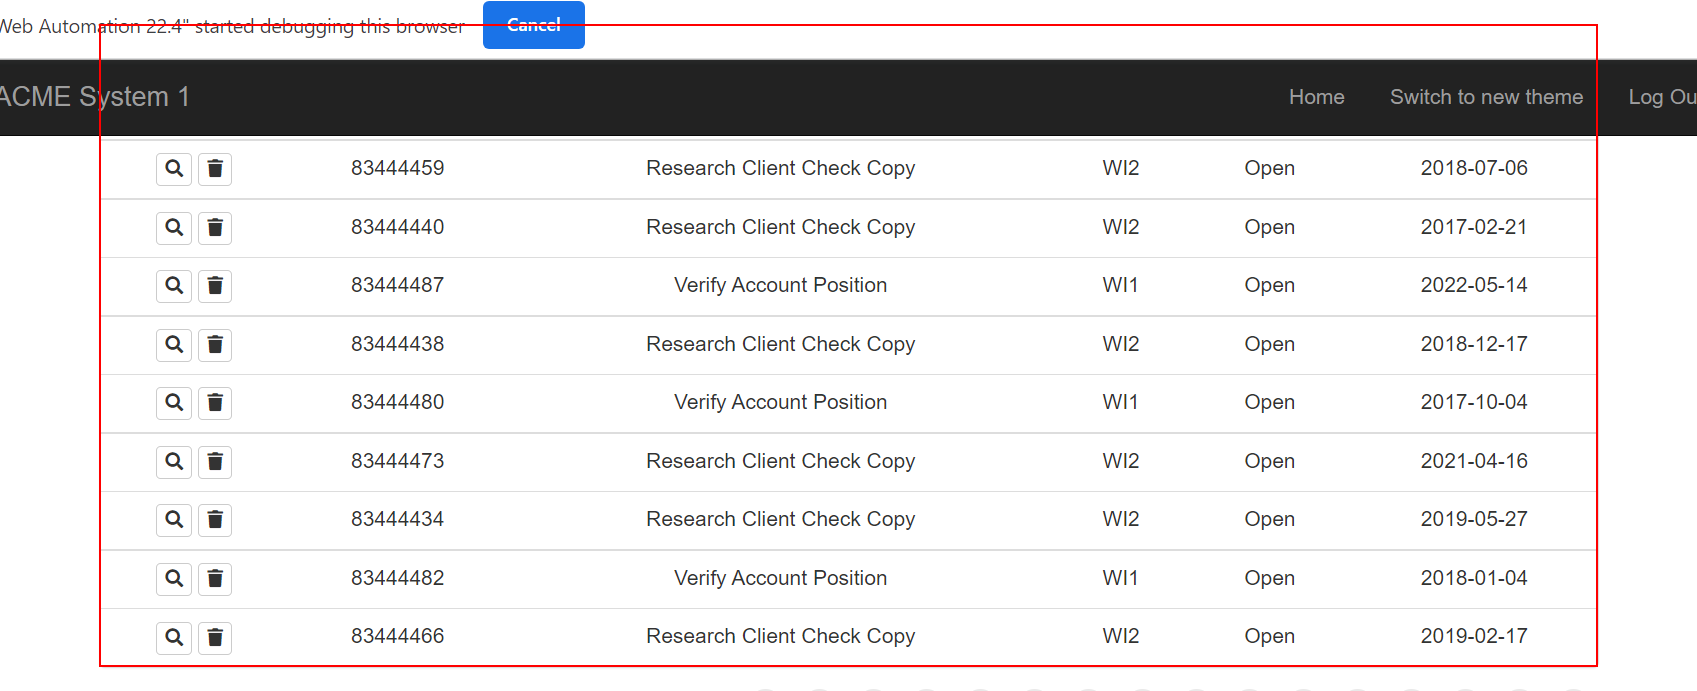 Web Automation 22.4" started debugging this browser Cancel
ACME System 1 Home Switch to new theme Log Ou
83444459 Research Client Check Copy WI2 Open 2018-07-06
83444440 Research Client Check Copy WI2 Open 2017-02-21
83444487 Verify Account Position WI1 Open 2022-05-14
83444438 Research Client Check Copy WI2 Open 2018-12-17
83444480 Verify Account Position WI1 Open 2017-10-04
83444473 Research Client Check Copy WI2 Open 2021-04-16
83444434 Research Client Check Copy WI2 Open 2019-05-27
83444482 Verify Account Position WI1 Open 2018-01-04
83444466 Research Client Check Copy WI2 Open 2019-02-17